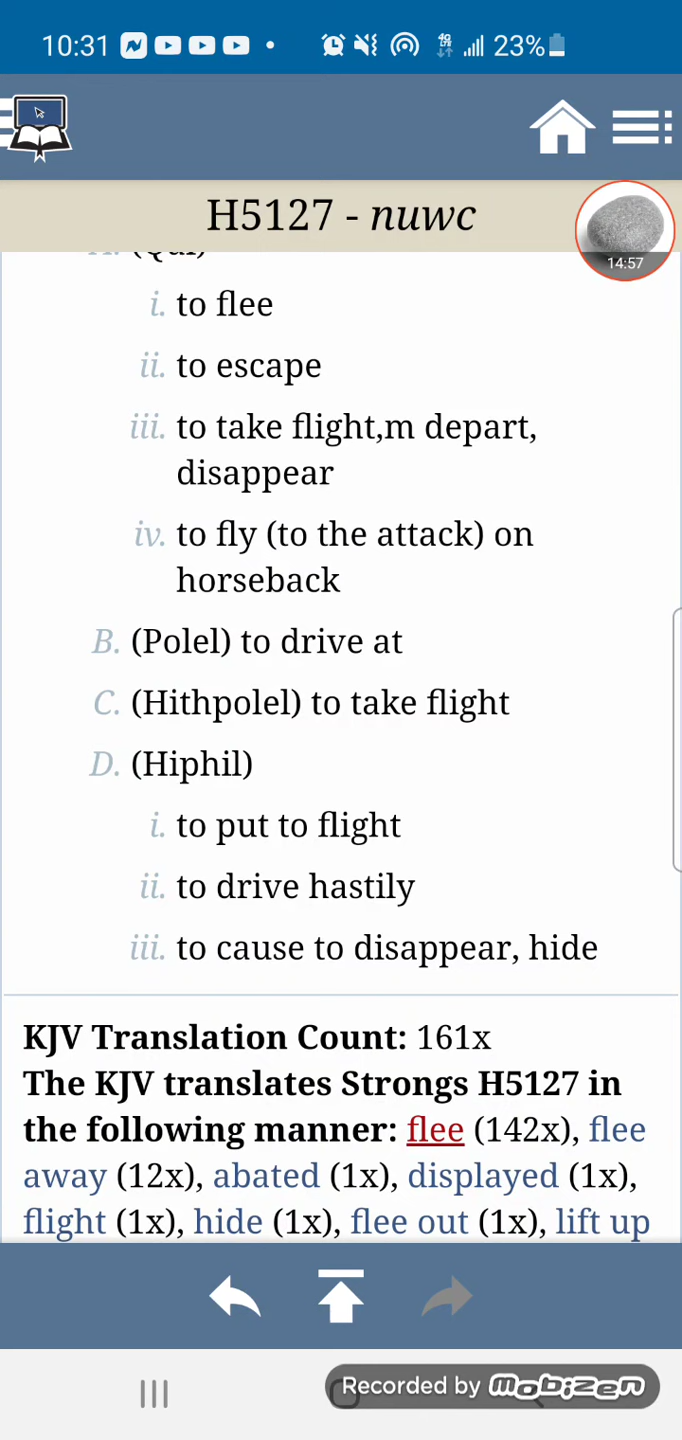 10:31 23%
H5127 - nuwc
14:57
A. (Qal)
i. to flee
ii. to escape
iii. to take flight,m depart,
disappear
iv. to fly (to the attack) on
horseback
B. (Polel) to drive at
C. (Hithpolel) to take flight
D. (Hiphil)
i. to put to flight
ii. to drive hastily
iii. to cause to disappear, hide
KJV Translation Count: 161x
The KJV translates Strongs H5127 in
the following manner: flee (142x), flee
away (12x), abated (1x), displayed (1x),
flight (1x), hide (1x), flee out (1x), lift up
Recorded by mobizen